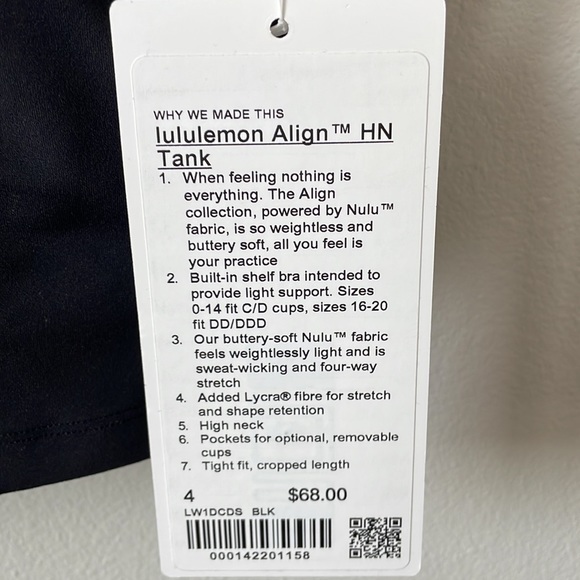 WHY WE MADE THIS
lululemon Align™ HN
Tank
1. When feeling nothing is
everything. The Align
collection, powered by Nulu™
fabric, is so weightless and
buttery soft, all you feel is
your practice
2. Built-in shelf bra intended to
provide light support. Sizes
0-14 fit C/D cups, sizes 16-20
fit DD/DDD
3. Our buttery-soft Nulu™ fabric
feels weightlessly light and is
sweat-wicking and four-way
stretch
4. Added Lycra® fibre for stretch
and shape retention
5. High neck
6. Pockets for optional, removable
cups
7. Tight fit, cropped length
4 $68.00
LW1DCDS BLK
000142201158